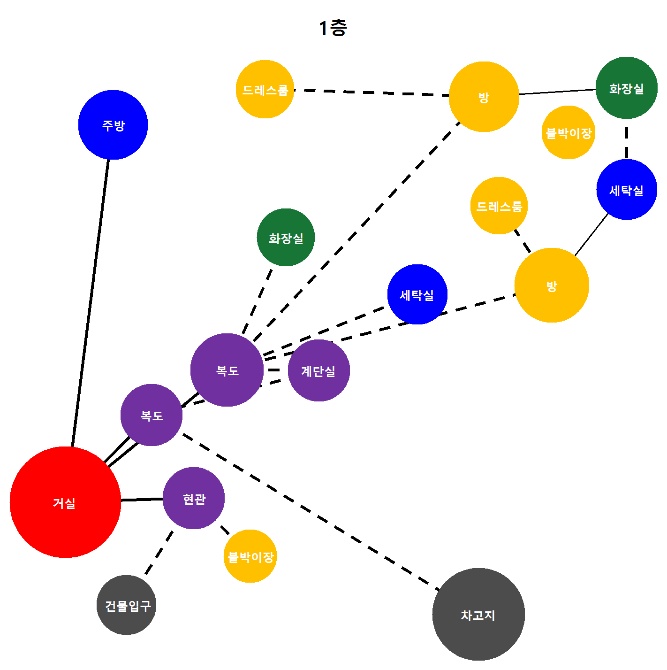 1층
드레스룸
방
화장실
주방
붙박이장
세탁실
드레스룸
화장실
방
세탁실
복도
계단실
복도
거실
현관
붙박이장
건물입구
차고지